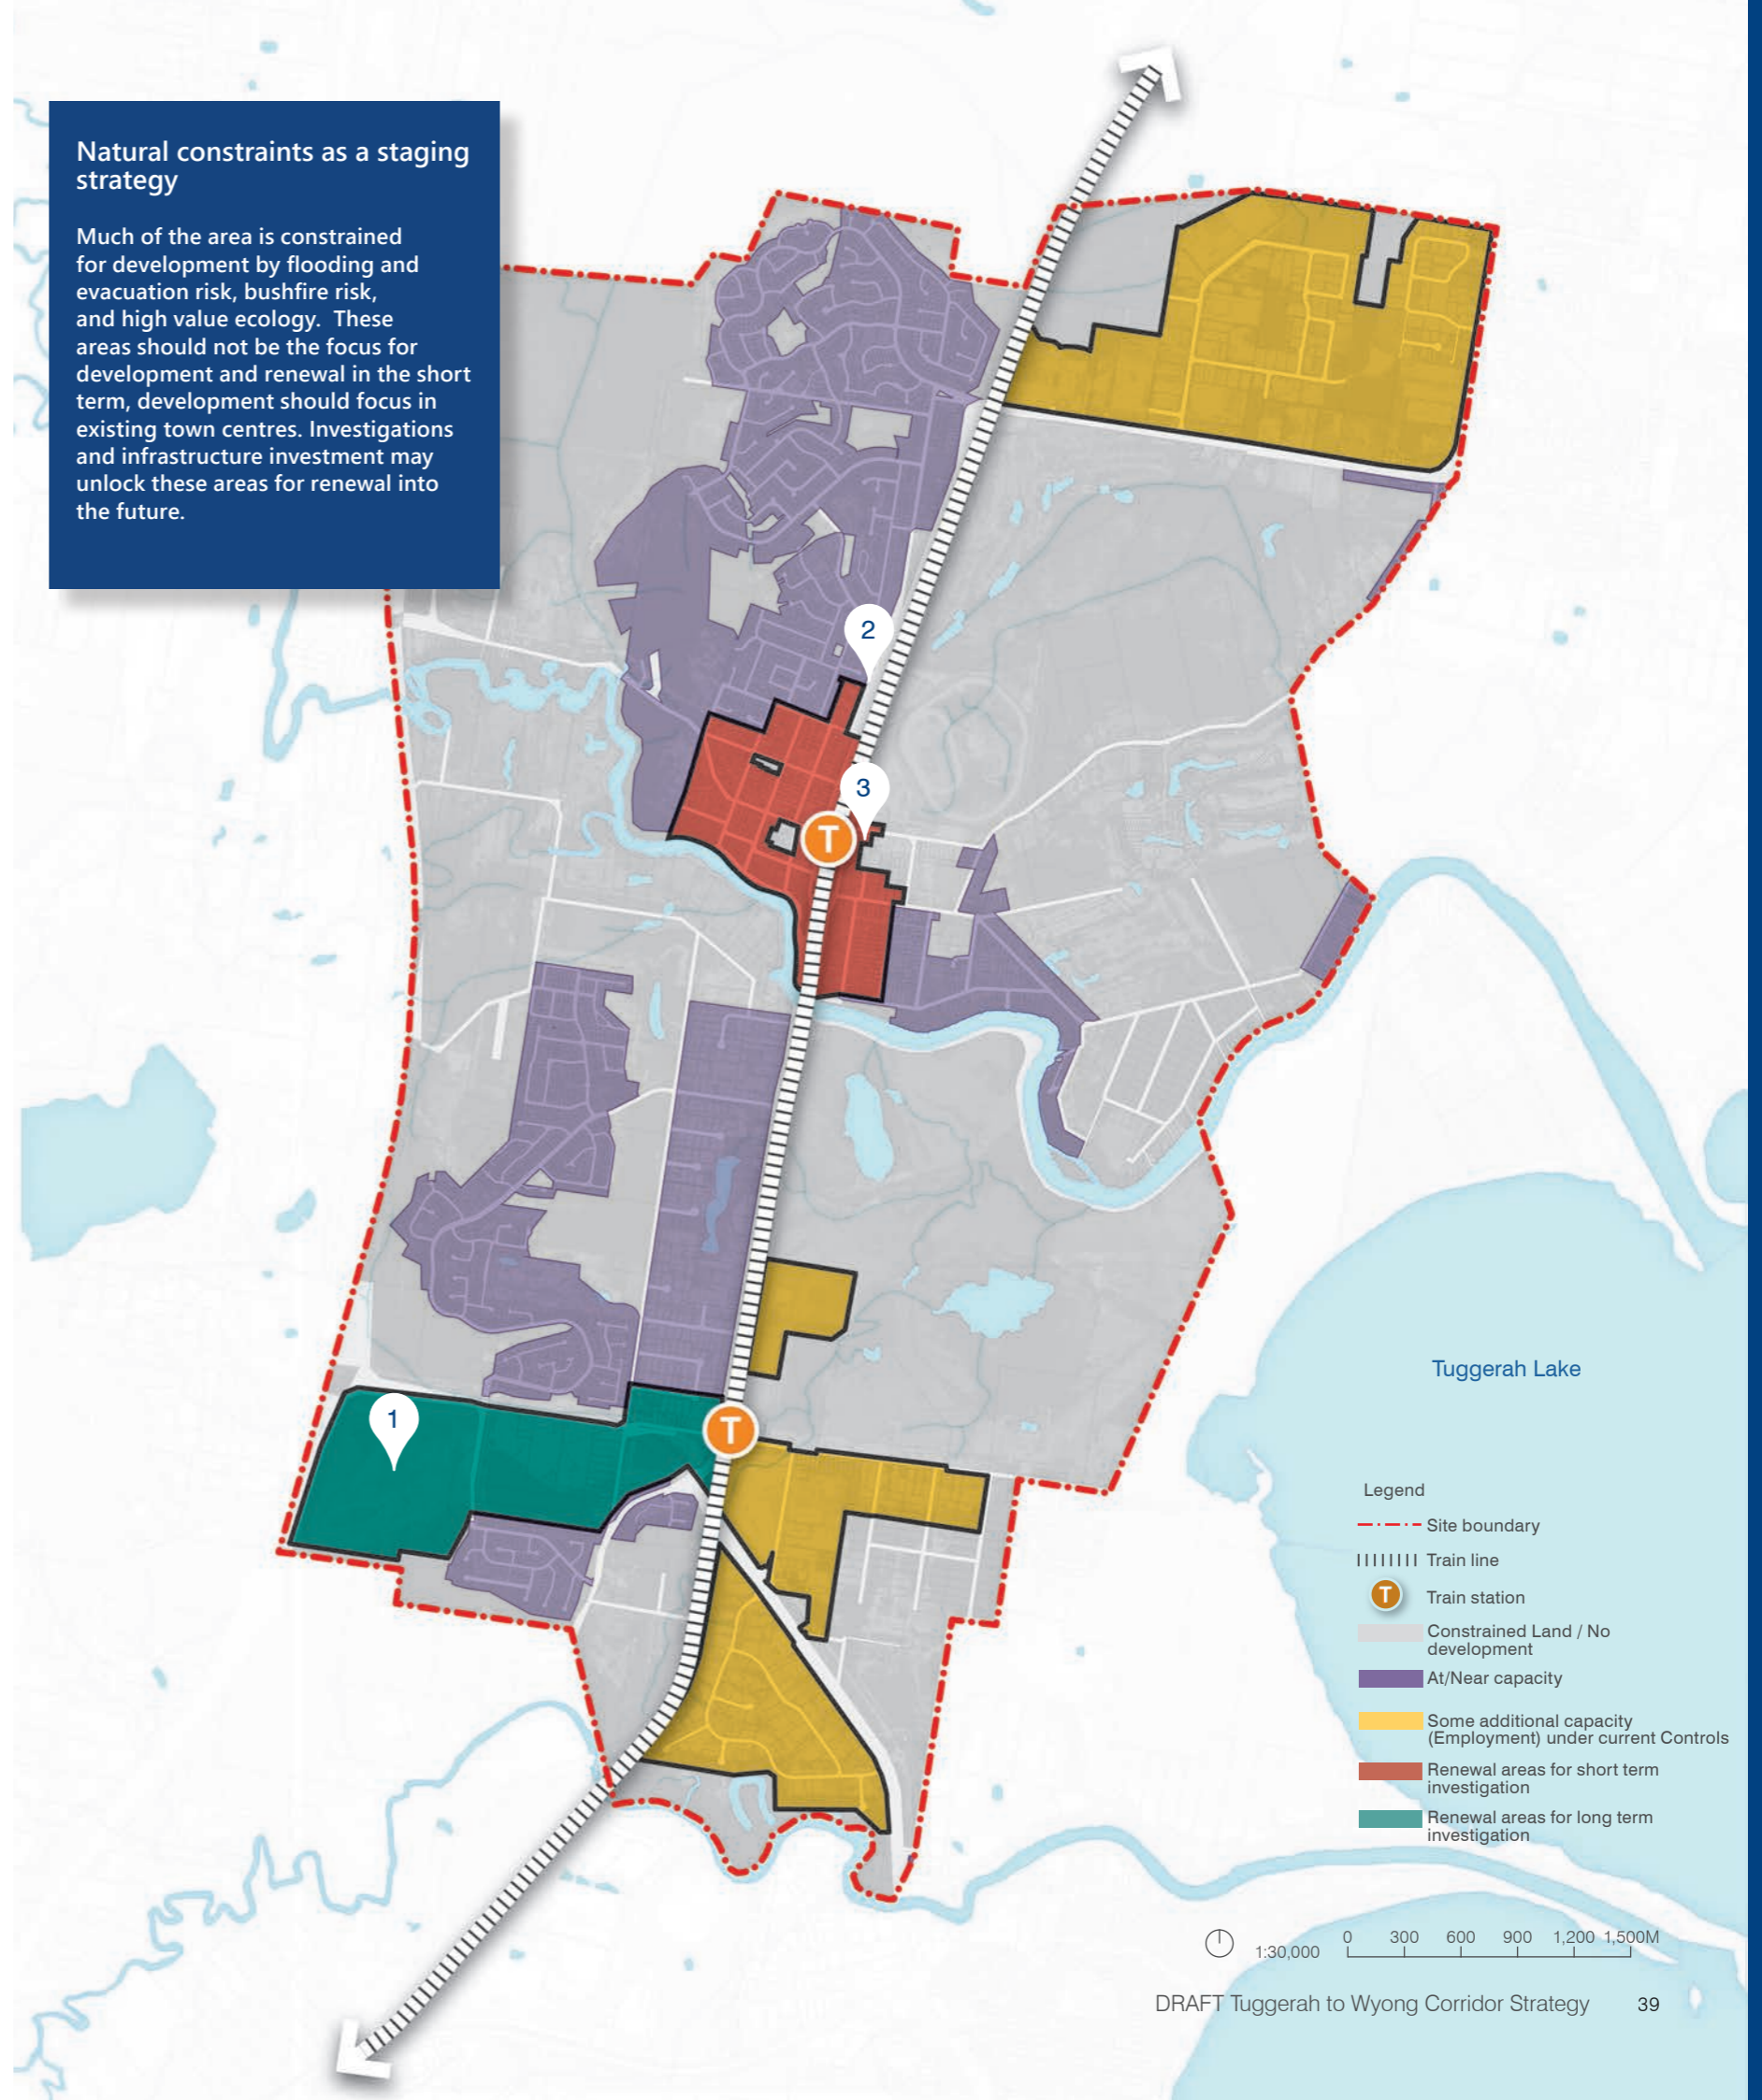 Natural constraints as a staging
strategy
Much of the area is constrained
for development by flooding and
evacuation risk, bushfire risk,
and high value ecology.  These
areas should not be the focus for
development and renewal in the short
term, development should focus in
existing town centres. Investigations
and infrastructure investment may
unlock these areas for renewal into
the future.
2
3
T
1
T
Tuggerah Lake
Legend
Site boundary
Train line
T Train station
Constrained Land / No
development
At/Near capacity
Some additional capacity
(Employment) under current Controls
Renewal areas for short term
investigation
Renewal areas for long term
investigation
1:30,000 0 300 600 900 1,200 1,500M
DRAFT Tuggerah to Wyong Corridor Strategy 39